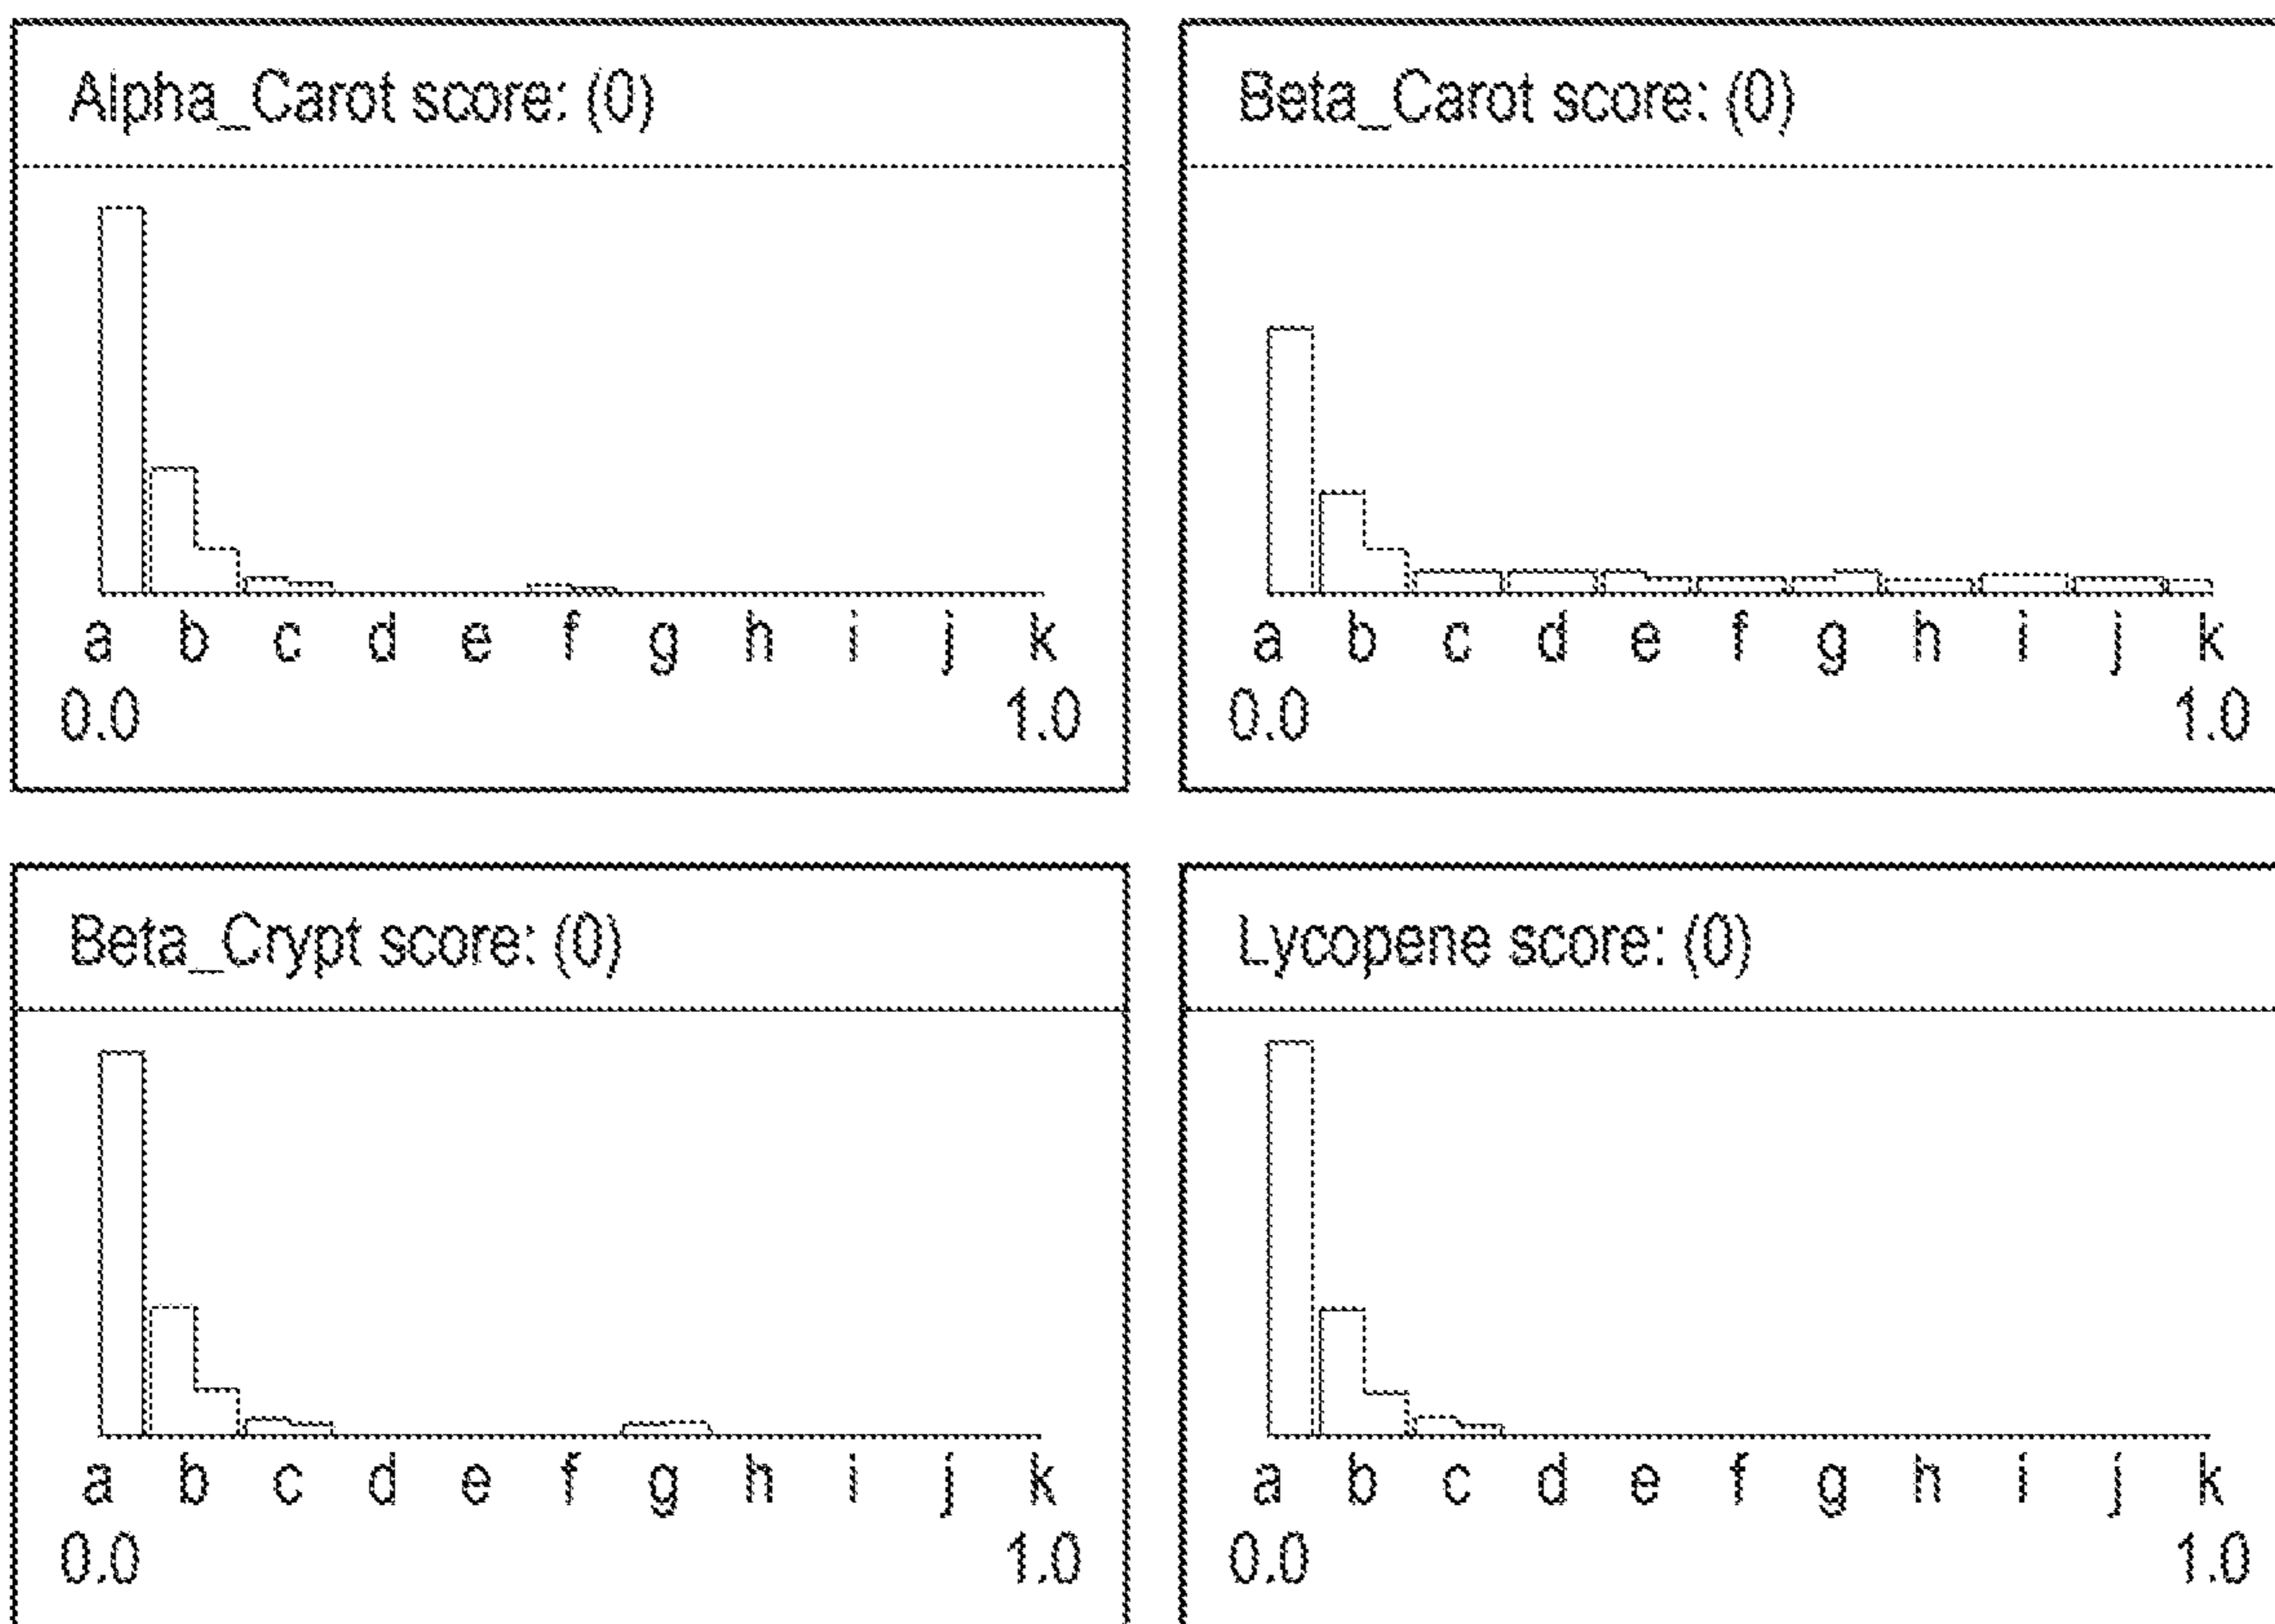 Alpha_Carot score: (0)
a b c d e f g h i j k
0.0 1.0
Beta_Carot score: (0)
a b c d e f g h i j k
0.0 1.0
Beta_Crypt score: (0)
a b c d e f g h i j k
0.0 1.0
Lycopene score: (0)
a b c d e f g h i j k
0.0 1.0